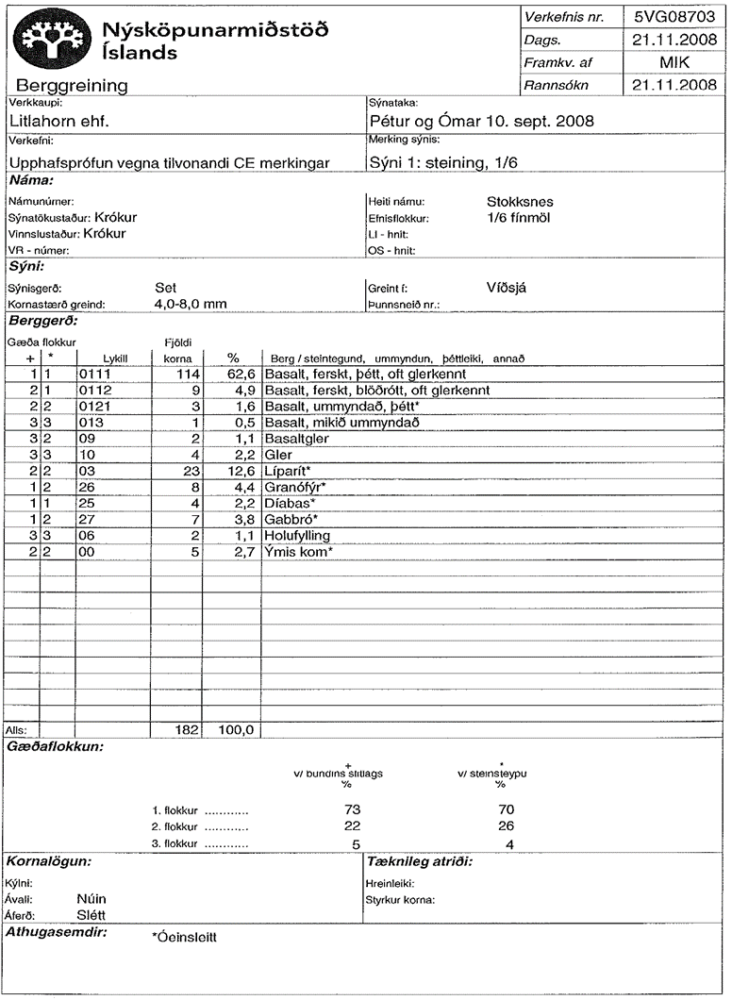 Nýsköpunarmiðstöð
Íslands
Berggreining
Verkefnis nr. 5VG08703
Dags. 21.11.2008
Framkv. af MIK
Rannsókn 21.11.2008
Verkkaupi: Sýnataka:
Litlahorn ehf. Pétur og Ómar 10. sept. 2008
Verkefni: Merking sýnis:
Upphafsprófun vegna tilvonandi CE merkingar Sýni 1: steining, 1/6
Náma:
Námunúmer: Heiti námu: Stokksnes
Sýnatökustaður: Krókur Efnisflokkur: 1/6 fínmöl
Vinnslustaður: Krókur LI - hnit:
VR - númer: OS - hnit:
Sýni:
Sýnisgerð: Set Greint í: Víðsjá
Kornastærð greind: 4,0-8,0 mm Þunnsneið nr.:
Berggerð:
Gæða flokkur Fjöldi
+ * Lykill korna % Berg / steintegund, ummyndun, þéttleiki, annað
1 1 0111 114 62,6 Basalt, ferskt, þétt, oft glerkennt
2 1 0112 9 4,9 Basalt, ferskt, blöðrótt, oft glerkennt
2 2 0121 3 1,6 Basalt, ummyndað, þétt*
3 3 013 1 0,5 Basalt, mikið ummyndað
3 2 09 2 1,1 Basaltgler
3 3 10 4 2,2 Gler
2 2 03 23 12,6 Líparít*
1 2 26 8 4,4 Granófýr*
1 1 25 4 2,2 Díabas*
1 2 27 7 3,8 Gabbró*
3 3 06 2 1,1 Holufylling
2 2 00 5 2,7 Ýmis korn*
Alls: 182 100,0
Gæðaflokkun:
+ *
v/ bundins slitlags v/ steinsteypu
% %
1. flokkur ............ 73 70
2. flokkur ............ 22 26
3. flokkur ............ 5 4
Kornalögun: Tæknileg atriði:
Kýlni: Hreinleiki:
Ávali: Núin Styrkur korna:
Áferð: Slétt
Athugasemdir: *Óeinsleitt